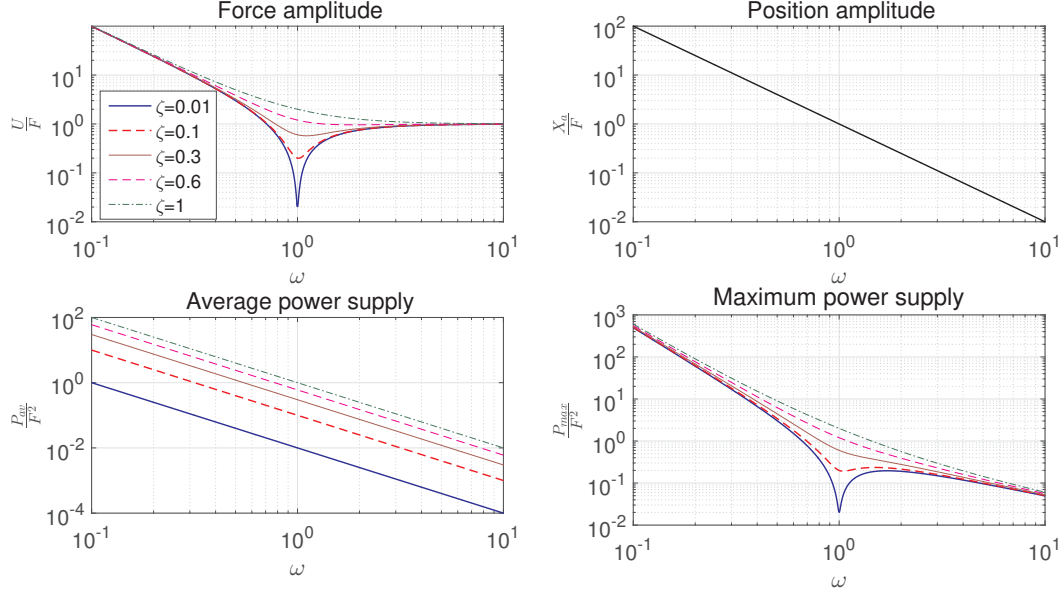 Force amplitude
10^1
10^0
10^-1
10^-2
U/F
ζ=0.01
ζ=0.1
ζ=0.3
ζ=0.6
ζ=1
10^-1
10^0
10^1
ω
Position amplitude
10^2
10^1
10^0
10^-1
10^-2
X_a/F
10^-1
10^0
10^1
ω
Average power supply
10^2
10^0
10^-2
10^-4
P_av/F^2
10^-1
10^0
10^1
ω
Maximum power supply
10^3
10^2
10^1
10^0
10^-1
10^-2
P_max/F^2
10^-1
10^0
10^1
ω